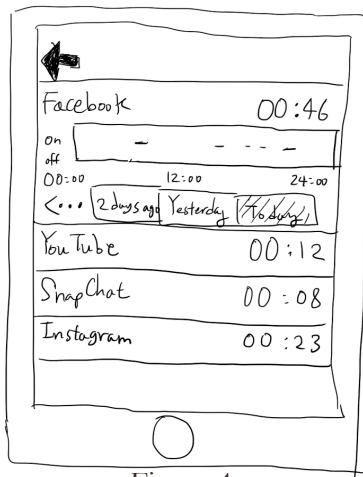 Facebook 00:46
on
off
00:00 12:00 24:00
<... 2 days ago Yesterday Today
YouTube 00:12
SnapChat 00:08
Instagram 00:23